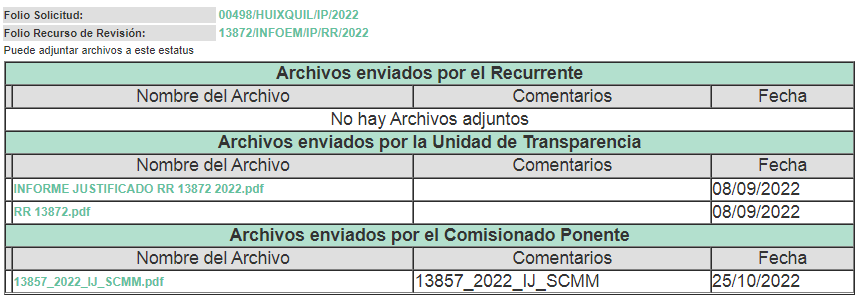 Folio Solicitud: 00498/HUIXQUIL/IP/2022
Folio Recurso de Revisión: 13872/INFOEM/IP/RR/2022
Puede adjuntar archivos a este estatus
Archivos enviados por el Recurrente
Nombre del Archivo Comentarios Fecha
No hay Archivos adjuntos
Archivos enviados por la Unidad de Transparencia
Nombre del Archivo Comentarios Fecha
INFORME JUSTIFICADO RR 13872 2022.pdf 08/09/2022
RR 13872.pdf 08/09/2022
Archivos enviados por el Comisionado Ponente
Nombre del Archivo Comentarios Fecha
13857_2022_IJ_SCMM.pdf 13857_2022_IJ_SCMM 25/10/2022